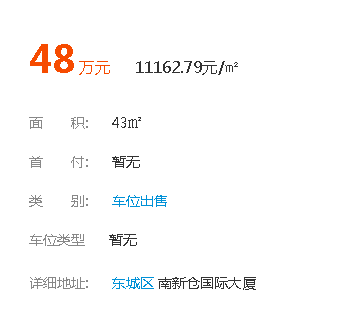 48万元 11162.79元/㎡
面 积: 43㎡
首 付: 暂无
类 别: 车位出售
车位类型 暂无
详细地址: 东城区 南新仓国际大厦